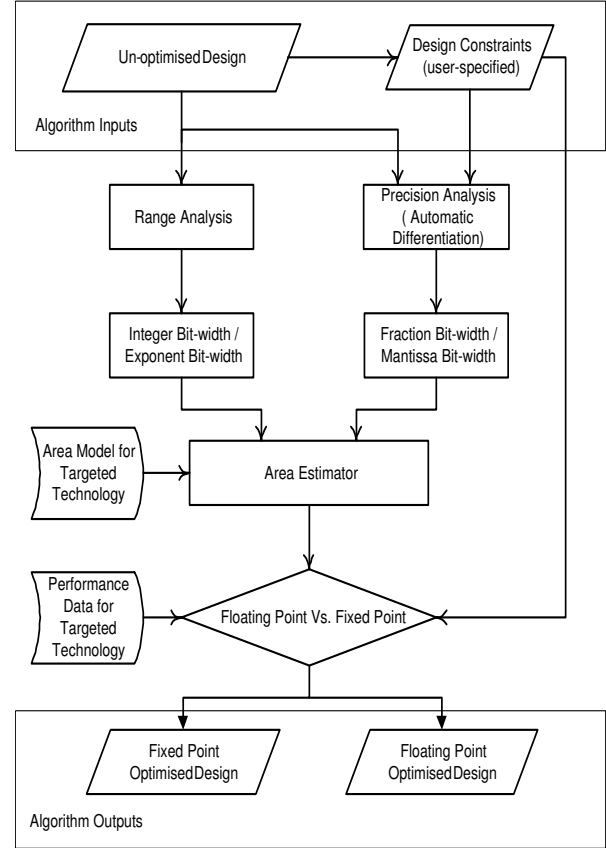 Un-optimised Design
Design Constraints
(user-specified)
Algorithm Inputs
Range Analysis
Precision Analysis
( Automatic
Differentiation)
Integer Bit-width /
Exponent Bit-width
Fraction Bit-width /
Mantissa Bit-width
Area Model for
Targeted
Technology
Area Estimator
Performance
Data for
Targeted
Technology
Floating Point Vs. Fixed Point
Fixed Point
Optimised Design
Floating Point
Optimised Design
Algorithm Outputs